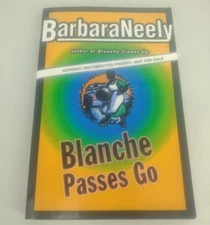 BarbaraNeely
author of Blanche Cleans Up
ADVANCE UNCORRECTED PROOFS—NOT FOR SALE
Blanche
Passes Go